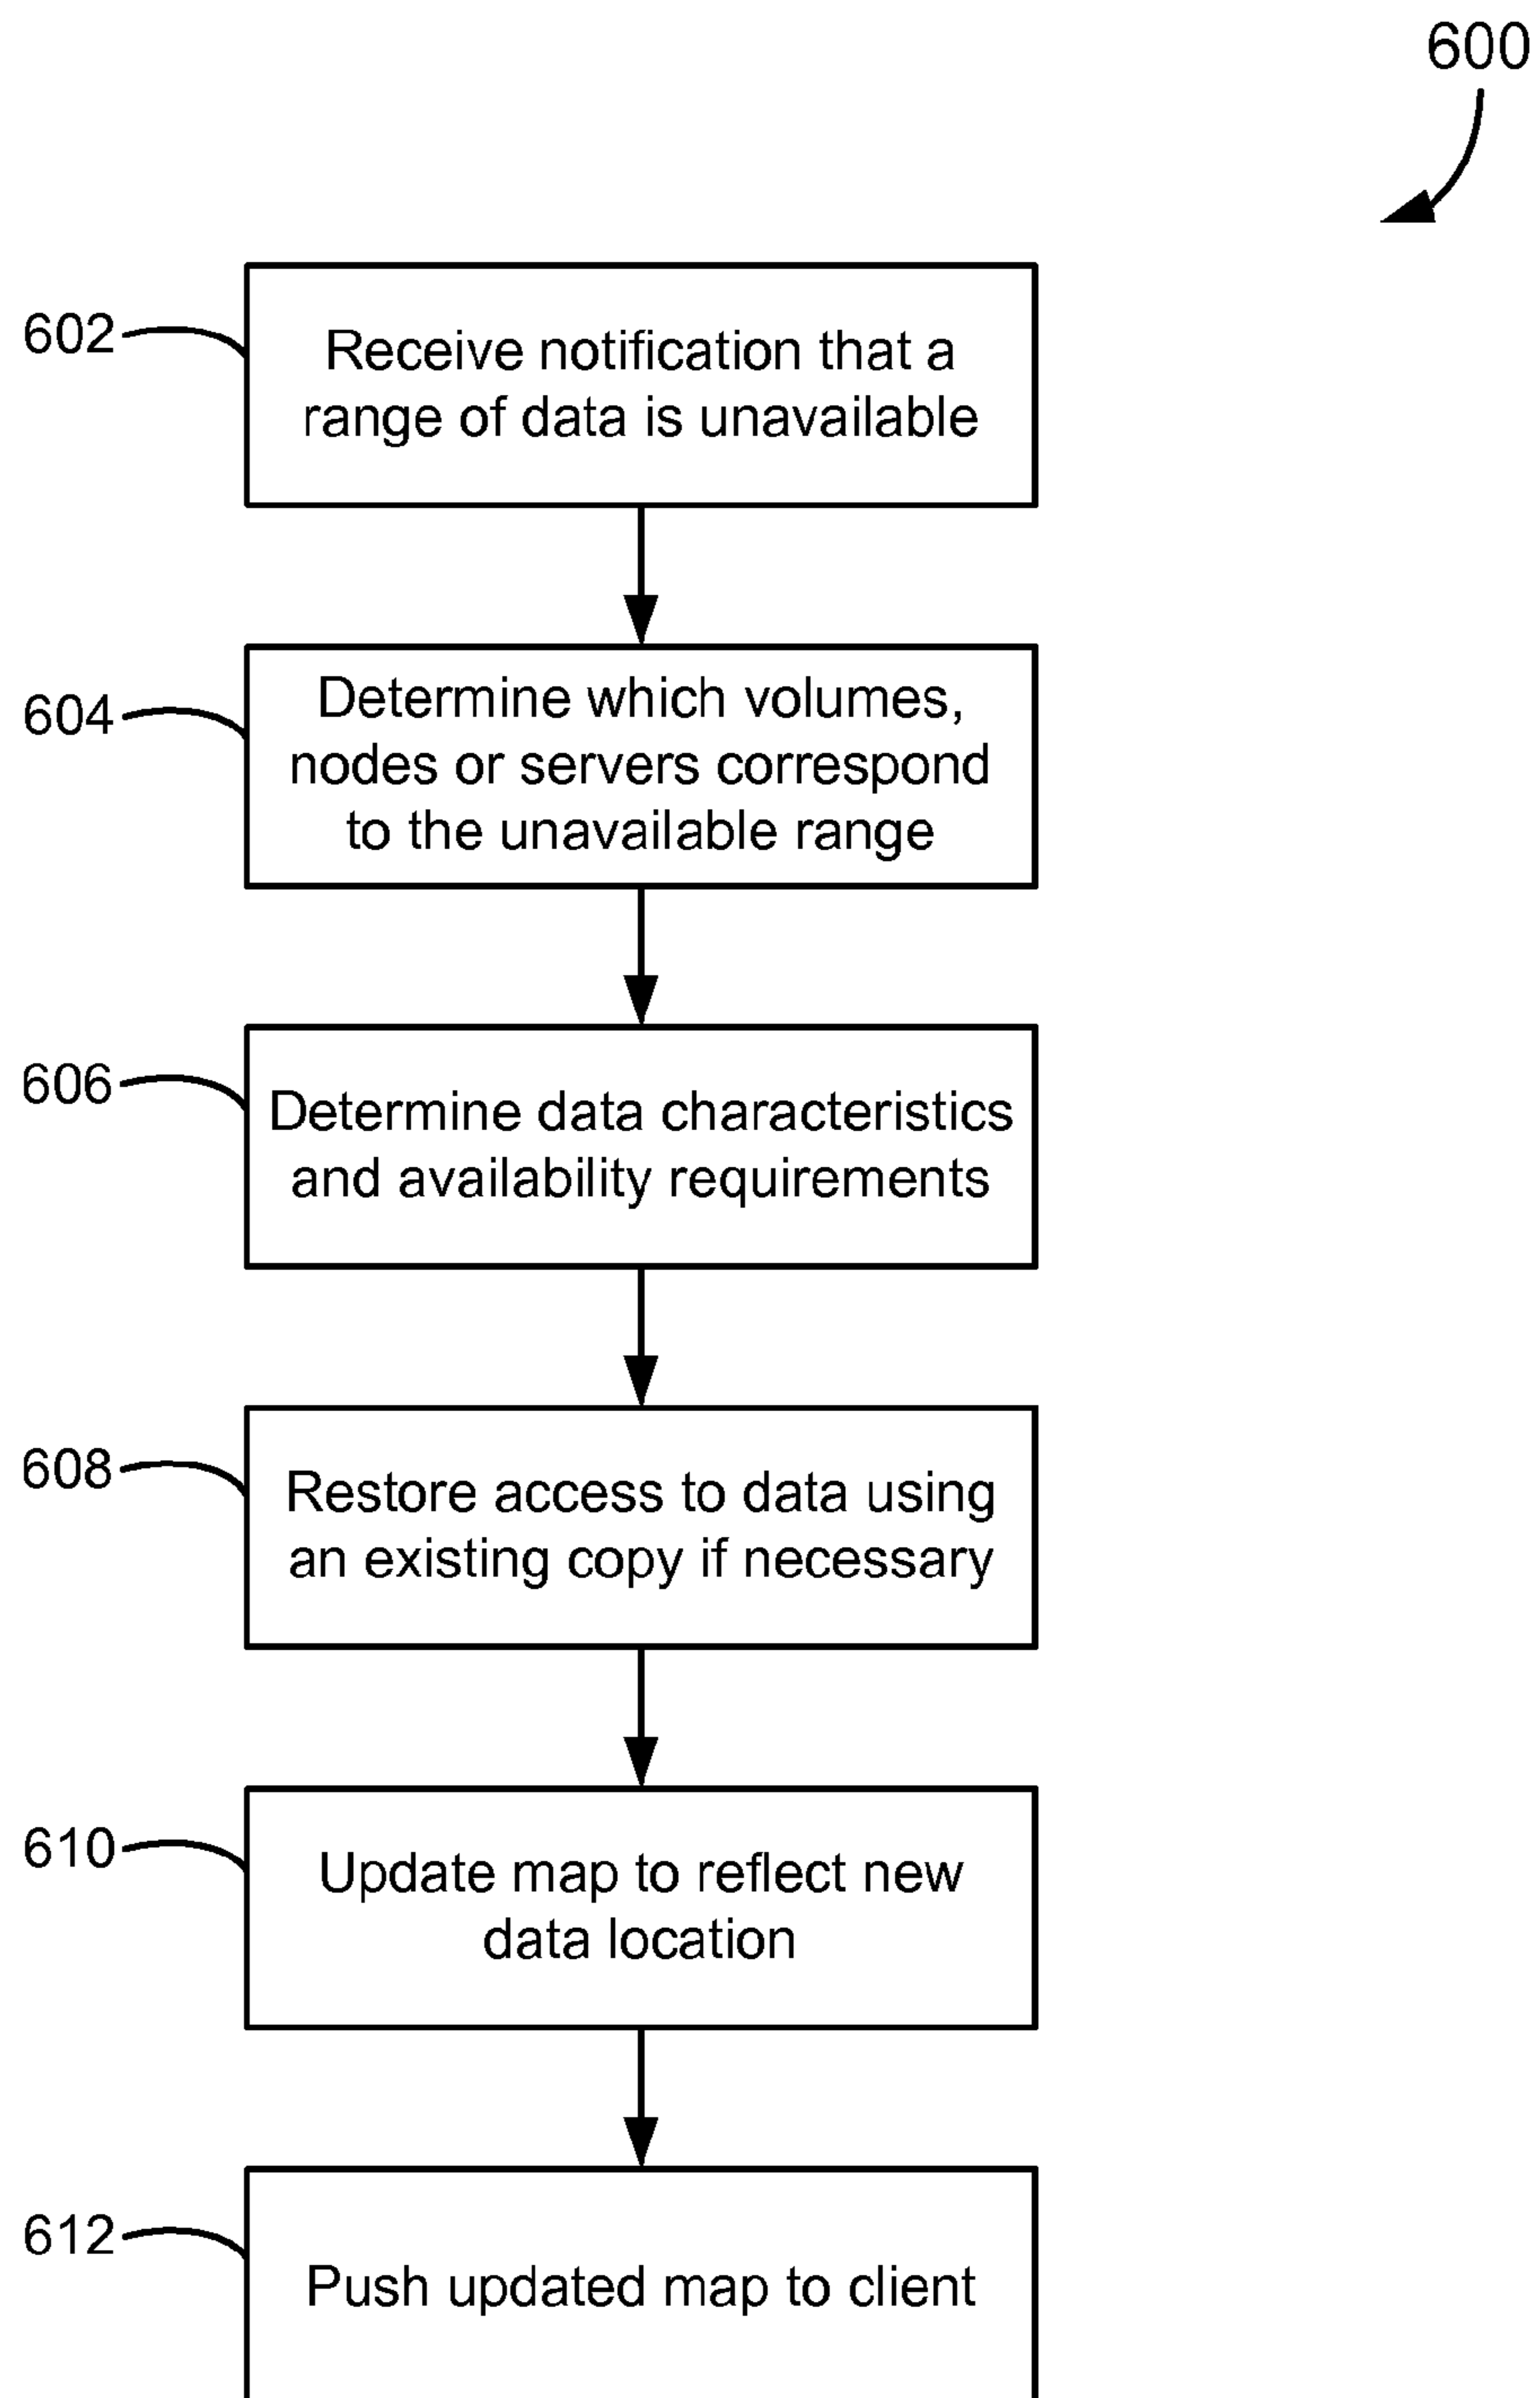 600
602
Receive notification that a
range of data is unavailable
604
Determine which volumes,
nodes or servers correspond
to the unavailable range
606
Determine data characteristics
and availability requirements
608
Restore access to data using
an existing copy if necessary
610
Update map to reflect new
data location
612
Push updated map to client